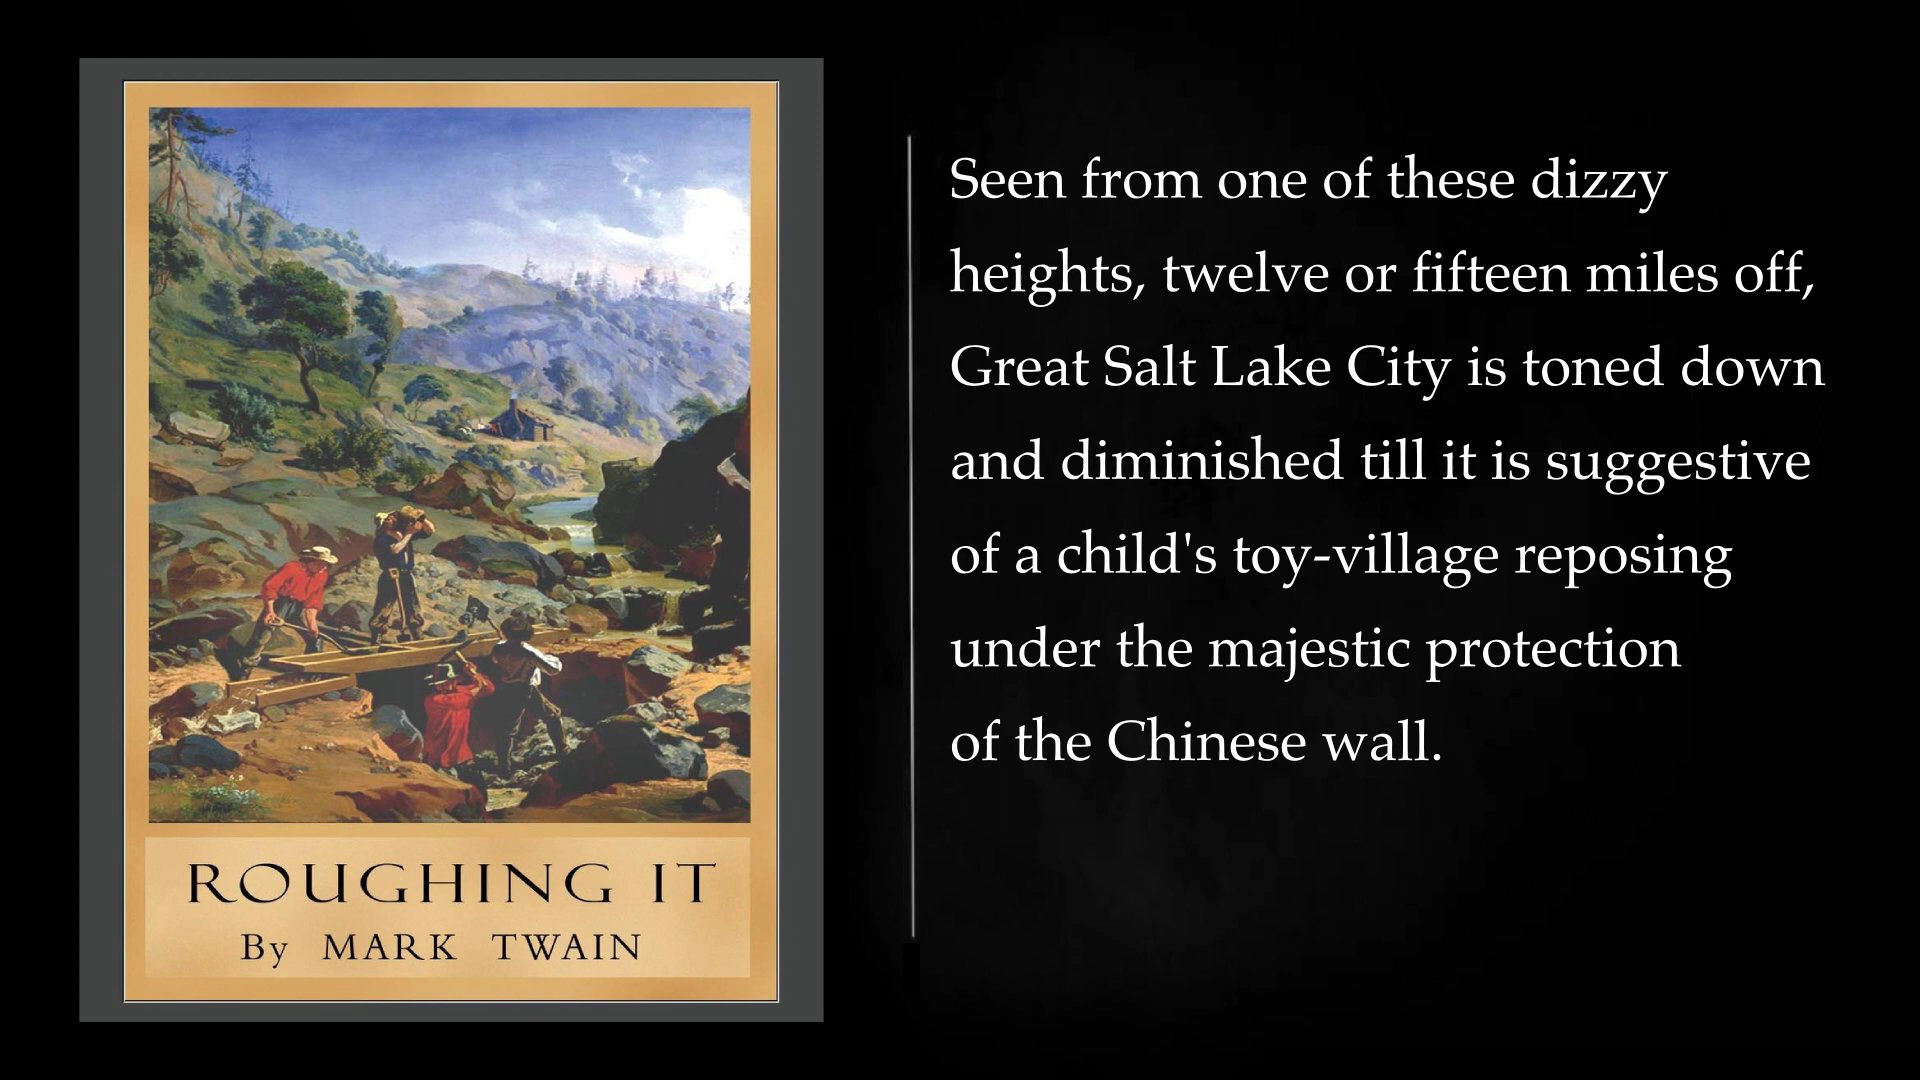 Seen from one of these dizzy
heights, twelve or fifteen miles off,
Great Salt Lake City is toned down
and diminished till it is suggestive
of a child's toy-village reposing
under the majestic protection
of the Chinese wall.
ROUGHING IT
By MARK TWAIN